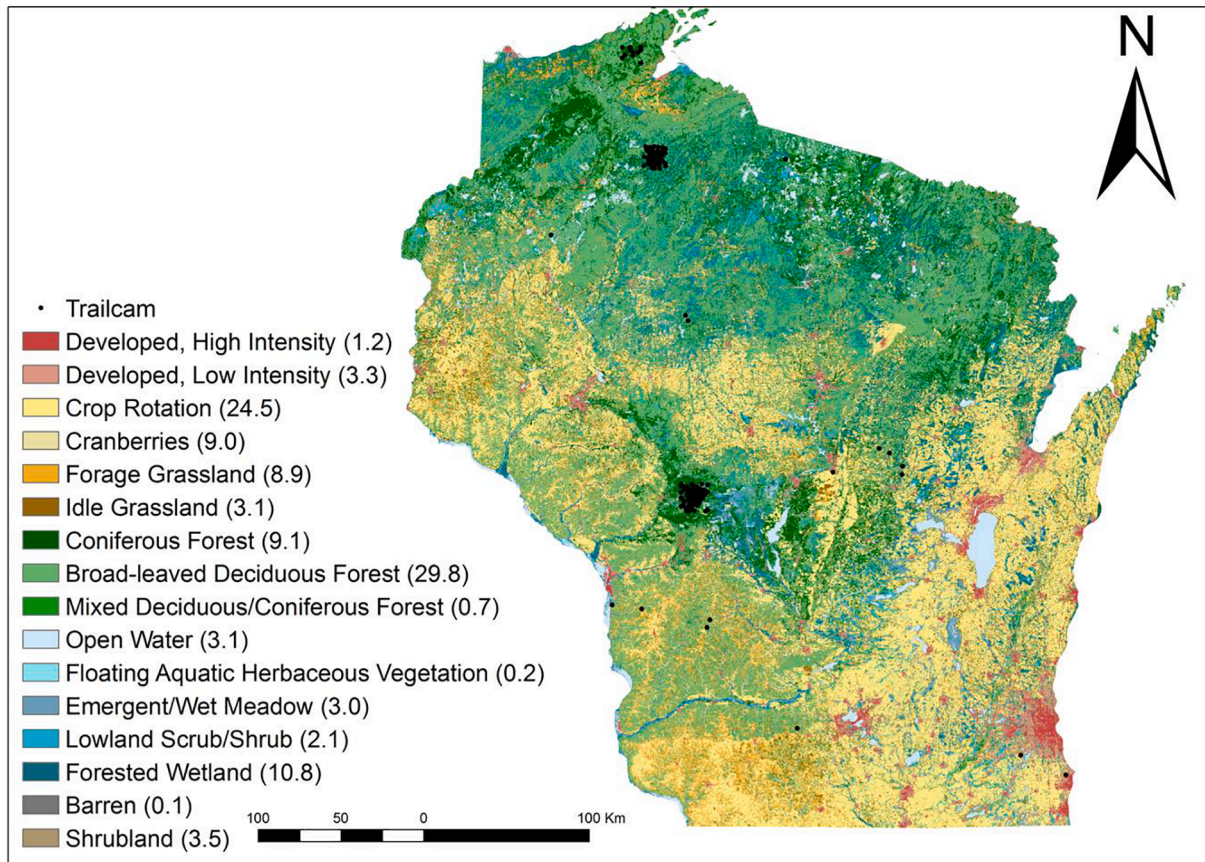 N
Trailcam
Developed, High Intensity (1.2)
Developed, Low Intensity (3.3)
Crop Rotation (24.5)
Cranberries (9.0)
Forage Grassland (8.9)
Idle Grassland (3.1)
Coniferous Forest (9.1)
Broad-leaved Deciduous Forest (29.8)
Mixed Deciduous/Coniferous Forest (0.7)
Open Water (3.1)
Floating Aquatic Herbaceous Vegetation (0.2)
Emergent/Wet Meadow (3.0)
Lowland Scrub/Shrub (2.1)
Forested Wetland (10.8)
Barren (0.1)
Shrubland (3.5)
100 50 0 100 Km